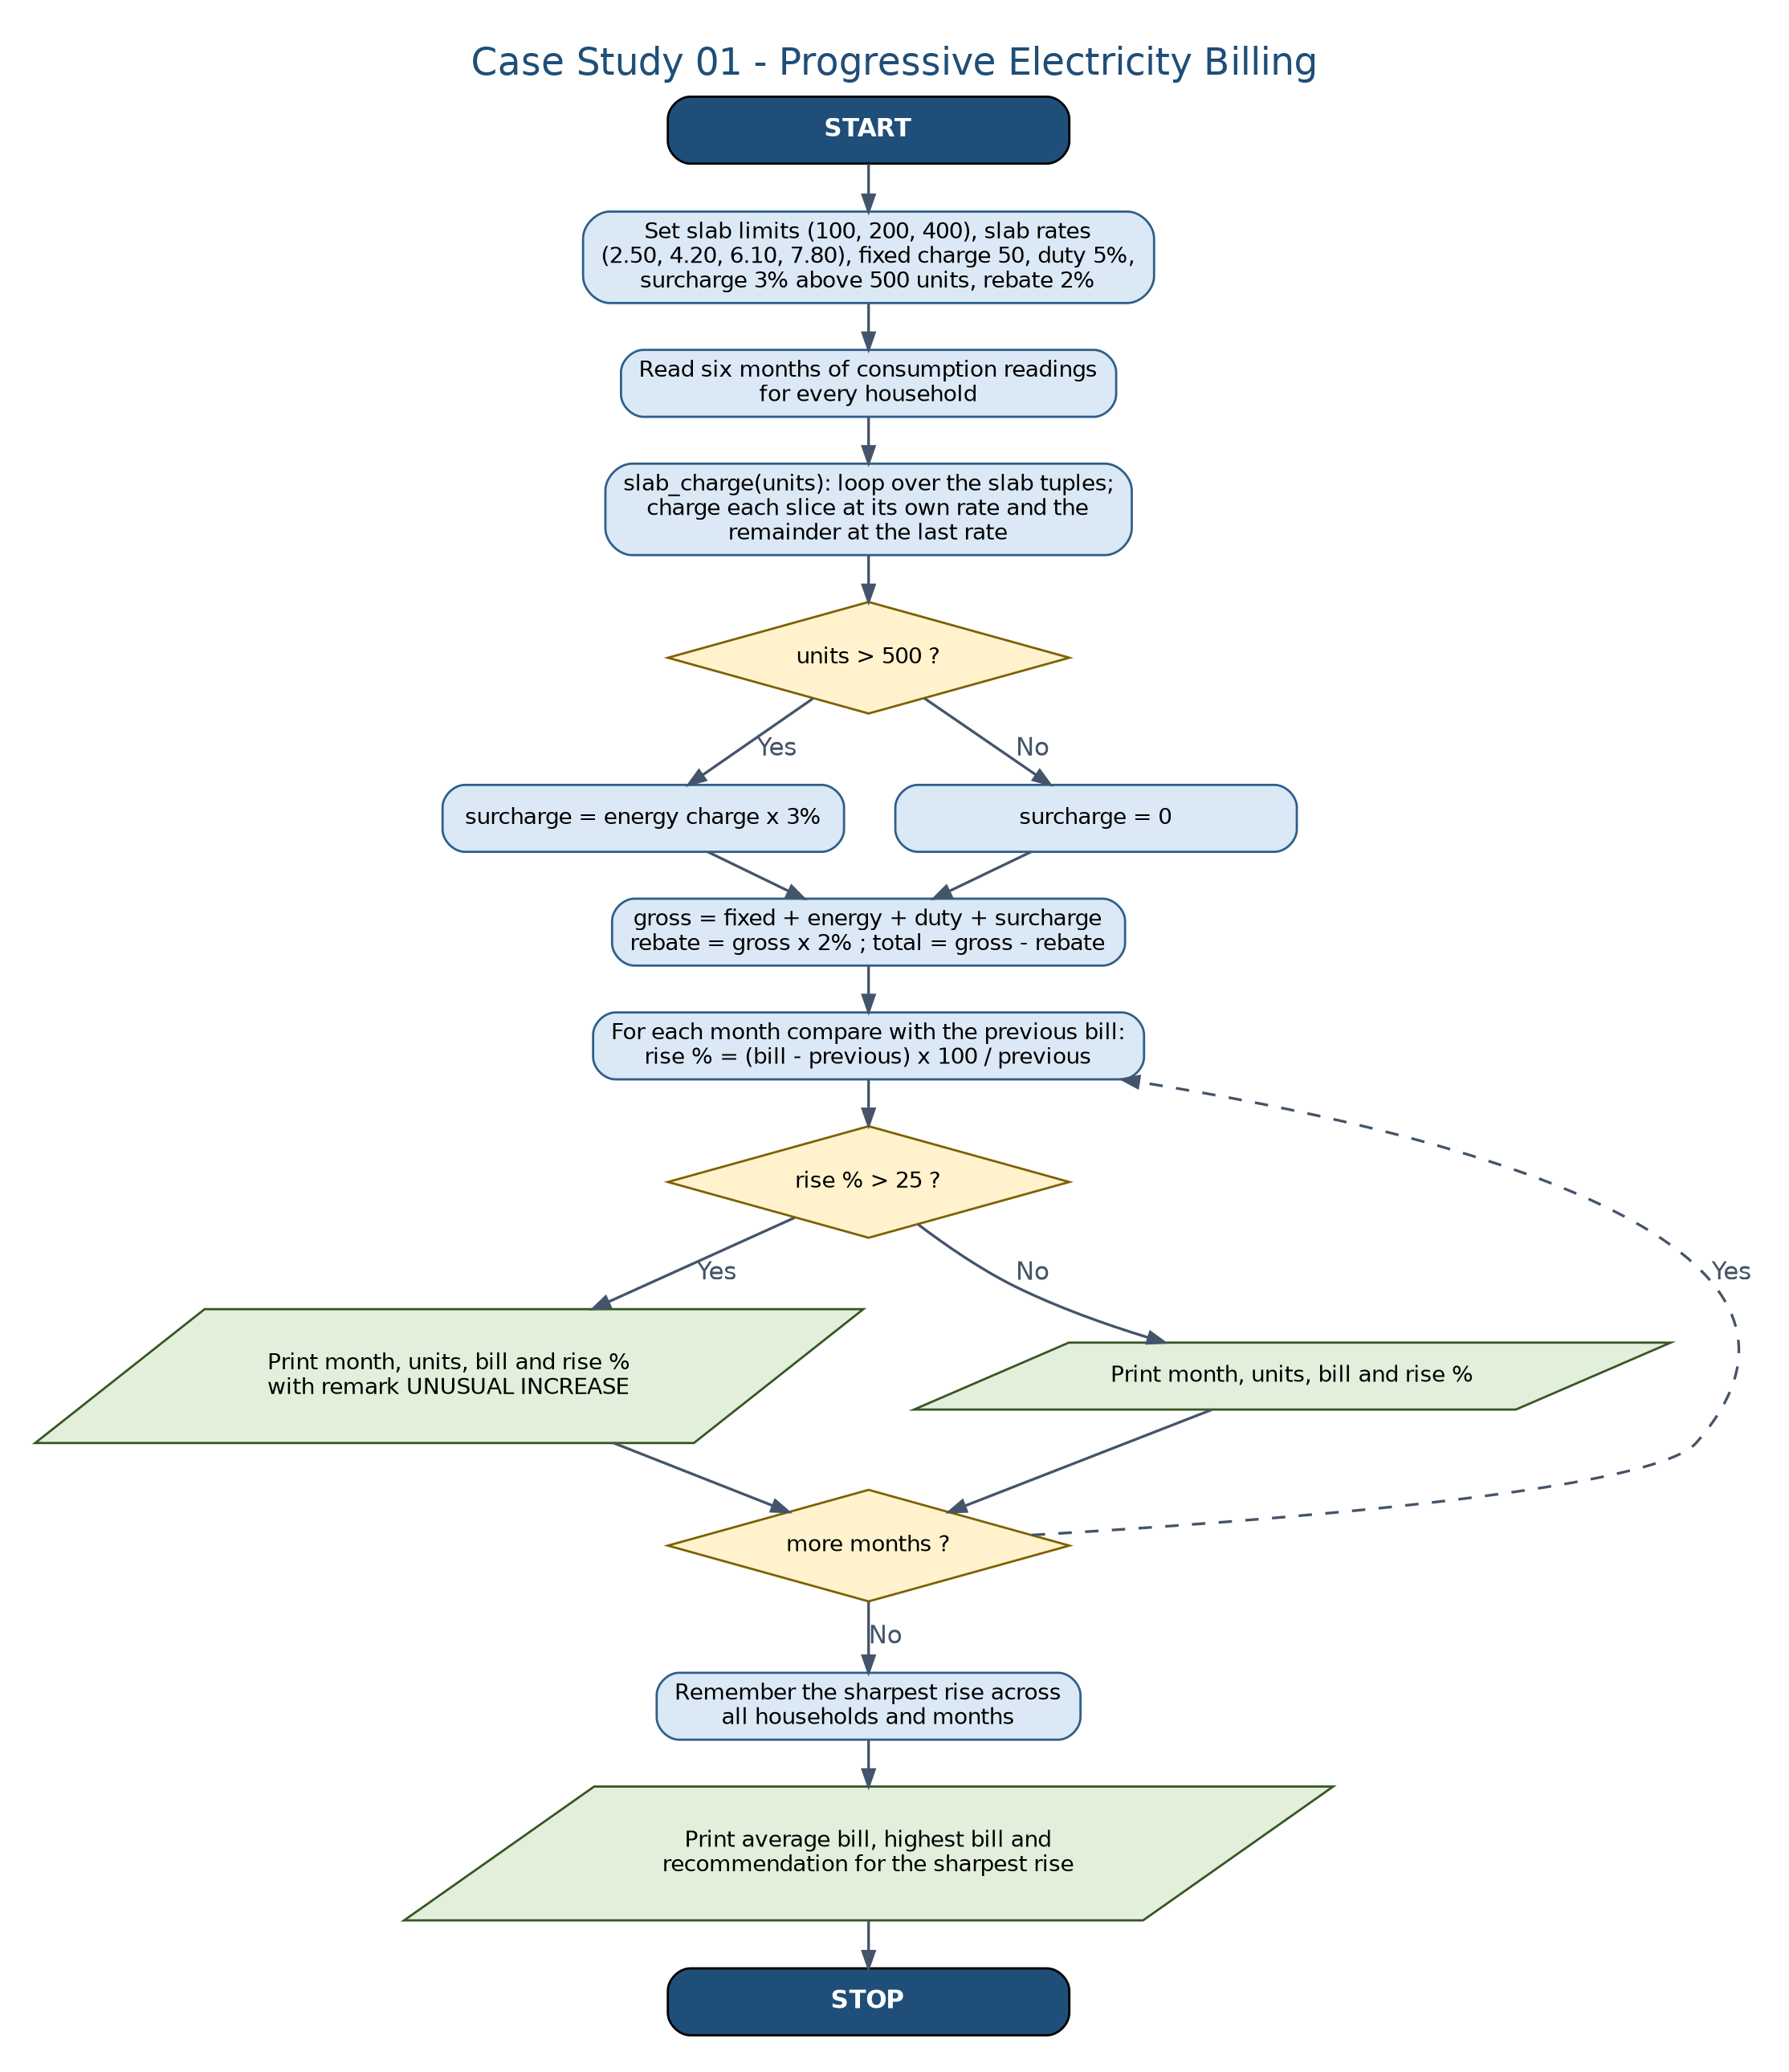 Case Study 01 - Progressive Electricity Billing
START
Set slab limits (100, 200, 400), slab rates
(2.50, 4.20, 6.10, 7.80), fixed charge 50, duty 5%,
surcharge 3% above 500 units, rebate 2%
Read six months of consumption readings
for every household
slab_charge(units): loop over the slab tuples;
charge each slice at its own rate and the
remainder at the last rate
units > 500 ?
Yes
No
surcharge = energy charge x 3%
surcharge = 0
gross = fixed + energy + duty + surcharge
rebate = gross x 2% ; total = gross - rebate
For each month compare with the previous bill:
rise % = (bill - previous) x 100 / previous
rise % > 25 ?
Yes
No
Yes
Print month, units, bill and rise %
with remark UNUSUAL INCREASE
Print month, units, bill and rise %
more months ?
No
Remember the sharpest rise across
all households and months
Print average bill, highest bill and
recommendation for the sharpest rise
STOP